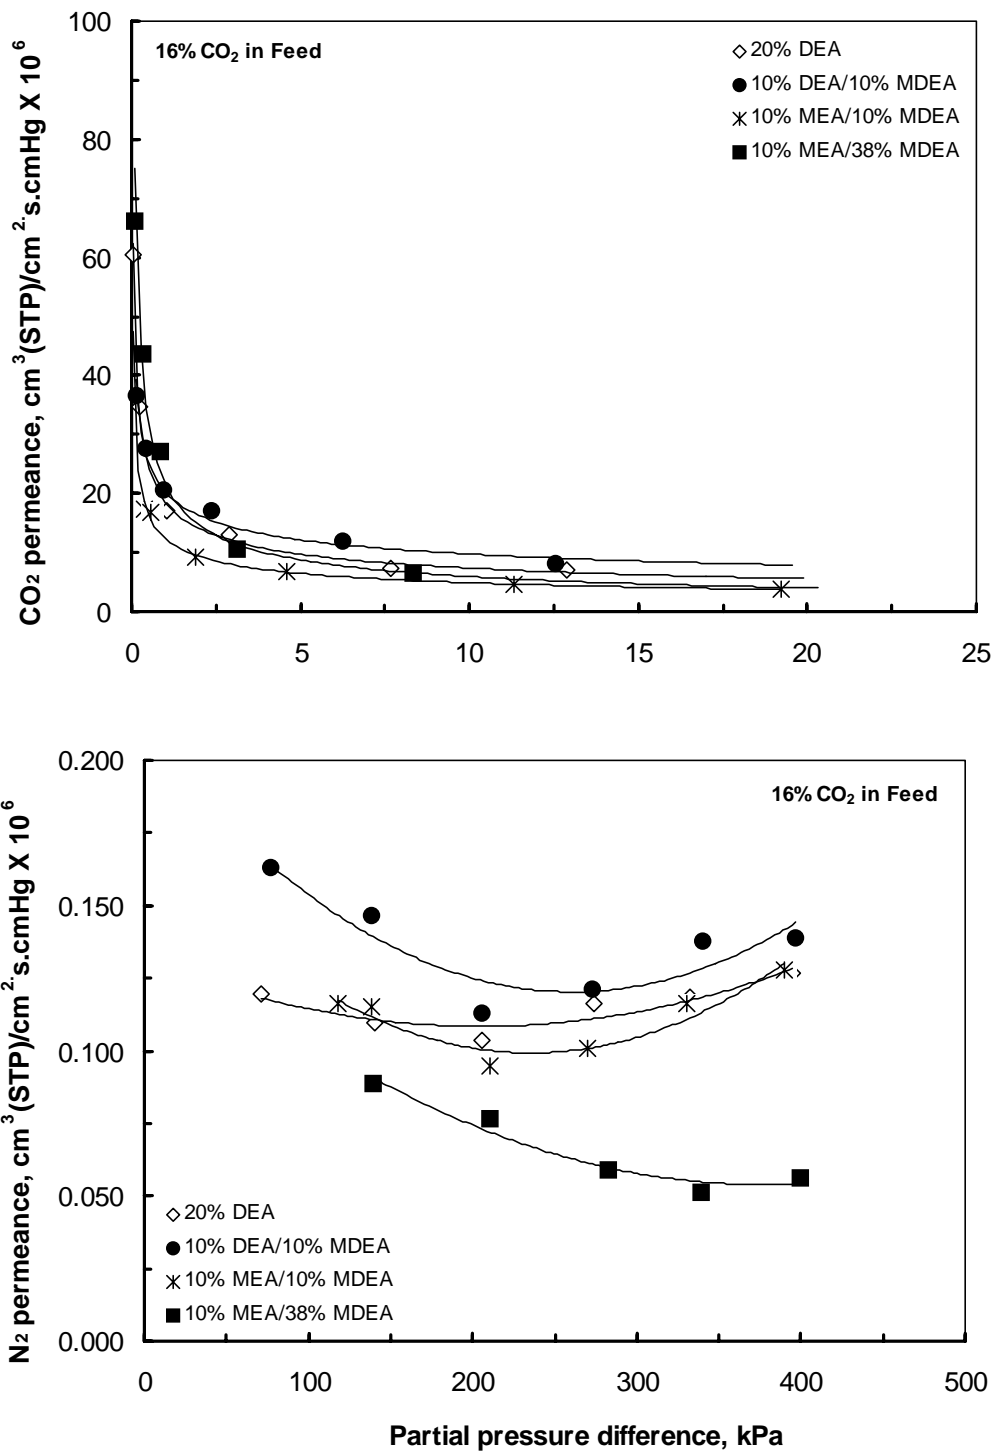 16% CO₂ in Feed
20% DEA
10% DEA/10% MDEA
10% MEA/10% MDEA
10% MEA/38% MDEA
CO₂ permeance, cm³(STP)/cm²·s.cmHg X 10⁶
100
80
60
40
20
0
0 5 10 15 20 25
16% CO₂ in Feed
N₂ permeance, cm³(STP)/cm²·s.cmHg X 10⁶
0.200
0.150
0.100
0.050
0.000
20% DEA
10% DEA/10% MDEA
10% MEA/10% MDEA
10% MEA/38% MDEA
0 100 200 300 400 500
Partial pressure difference, kPa